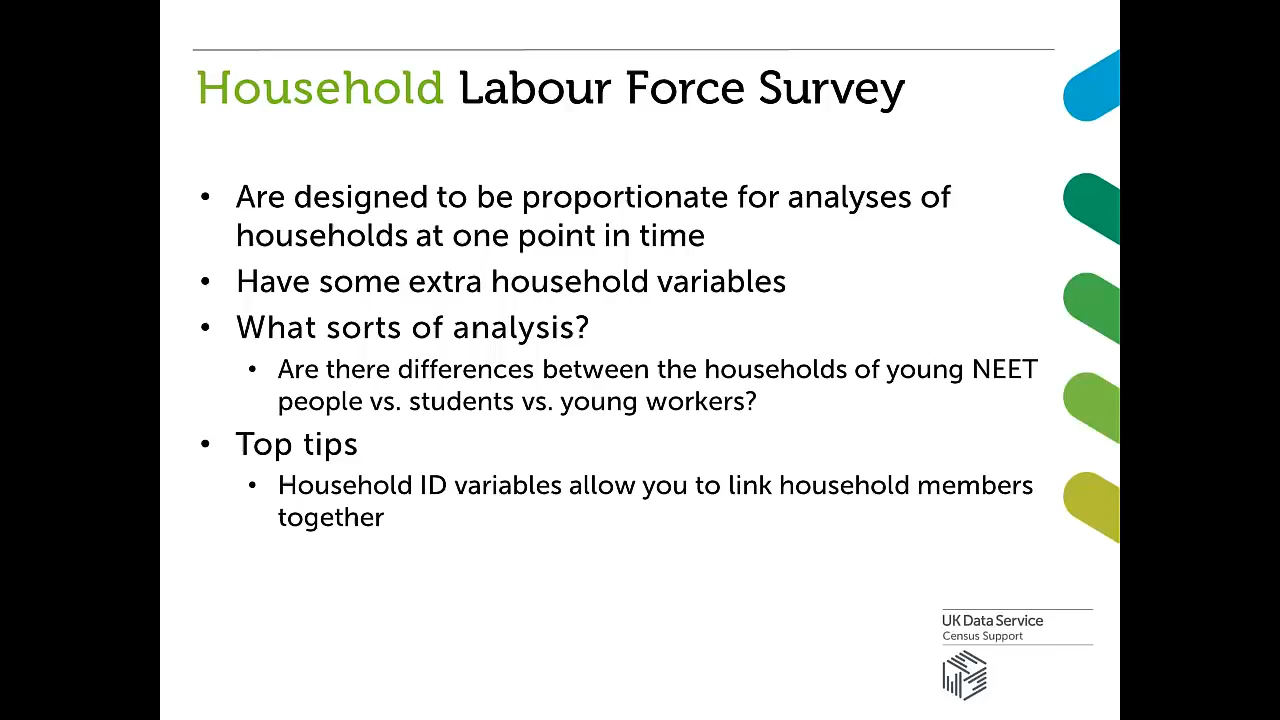 Household Labour Force Survey
• Are designed to be proportionate for analyses of
households at one point in time
• Have some extra household variables
• What sorts of analysis?
• Are there differences between the households of young NEET
people vs. students vs. young workers?
• Top tips
• Household ID variables allow you to link household members
together
UK Data Service
Census Support